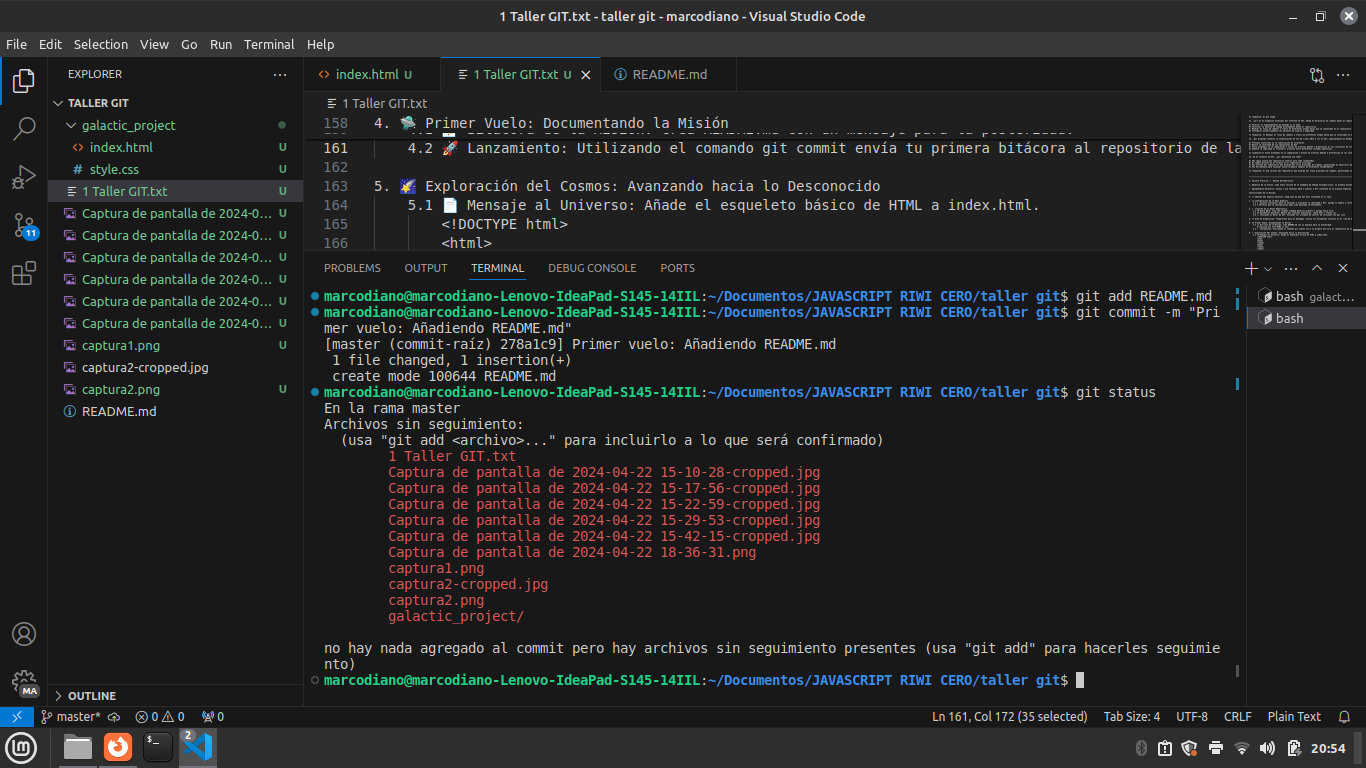 1 Taller GIT.txt - taller git - marcodiano - Visual Studio Code
File Edit Selection View Go Run Terminal Help
EXPLORER
TALLER GIT
galactic_project
index.html U
style.css U
1 Taller GIT.txt U
Captura de pantalla de 2024-0... U
Captura de pantalla de 2024-0... U
Captura de pantalla de 2024-0... U
Captura de pantalla de 2024-0... U
Captura de pantalla de 2024-0... U
Captura de pantalla de 2024-0... U
captura1.png U
captura2-cropped.jpg
captura2.png U
README.md
OUTLINE
11
MA
index.html U
1 Taller GIT.txt U
README.md
1 Taller GIT.txt
158 4. 🛸 Primer Vuelo: Documentando la Misión
161 4.2 🚀 Lanzamiento: Utilizando el comando git commit envía tu primera bitácora al repositorio de la
162
163 5. 🌠 Exploración del Cosmos: Avanzando hacia lo Desconocido
164 5.1 📄 Mensaje al Universo: Añade el esqueleto básico de HTML a index.html.
165 <!DOCTYPE html>
166 <html>
PROBLEMS OUTPUT TERMINAL DEBUG CONSOLE PORTS
marcodiano@marcodiano-Lenovo-IdeaPad-S145-14IIL:~/Documentos/JAVASCRIPT RIWI CERO/taller git$ git add README.md
marcodiano@marcodiano-Lenovo-IdeaPad-S145-14IIL:~/Documentos/JAVASCRIPT RIWI CERO/taller git$ git commit -m "Pri
mer vuelo: Añadiendo README.md"
[master (commit-raíz) 278a1c9] Primer vuelo: Añadiendo README.md
1 file changed, 1 insertion(+)
create mode 100644 README.md
marcodiano@marcodiano-Lenovo-IdeaPad-S145-14IIL:~/Documentos/JAVASCRIPT RIWI CERO/taller git$ git status
En la rama master
Archivos sin seguimiento:
(usa "git add <archivo>..." para incluirlo a lo que será confirmado)
1 Taller GIT.txt
Captura de pantalla de 2024-04-22 15-10-28-cropped.jpg
Captura de pantalla de 2024-04-22 15-17-56-cropped.jpg
Captura de pantalla de 2024-04-22 15-22-59-cropped.jpg
Captura de pantalla de 2024-04-22 15-29-53-cropped.jpg
Captura de pantalla de 2024-04-22 15-42-15-cropped.jpg
Captura de pantalla de 2024-04-22 18-36-31.png
captura1.png
captura2-cropped.jpg
captura2.png
galactic_project/
no hay nada agregado al commit pero hay archivos sin seguimiento presentes (usa "git add" para hacerles seguimie
nto)
marcodiano@marcodiano-Lenovo-IdeaPad-S145-14IIL:~/Documentos/JAVASCRIPT RIWI CERO/taller git$
bash galact...
bash
master* 0 0 0
Ln 161, Col 172 (35 selected) Tab Size: 4 UTF-8 CRLF Plain Text
2
20:54